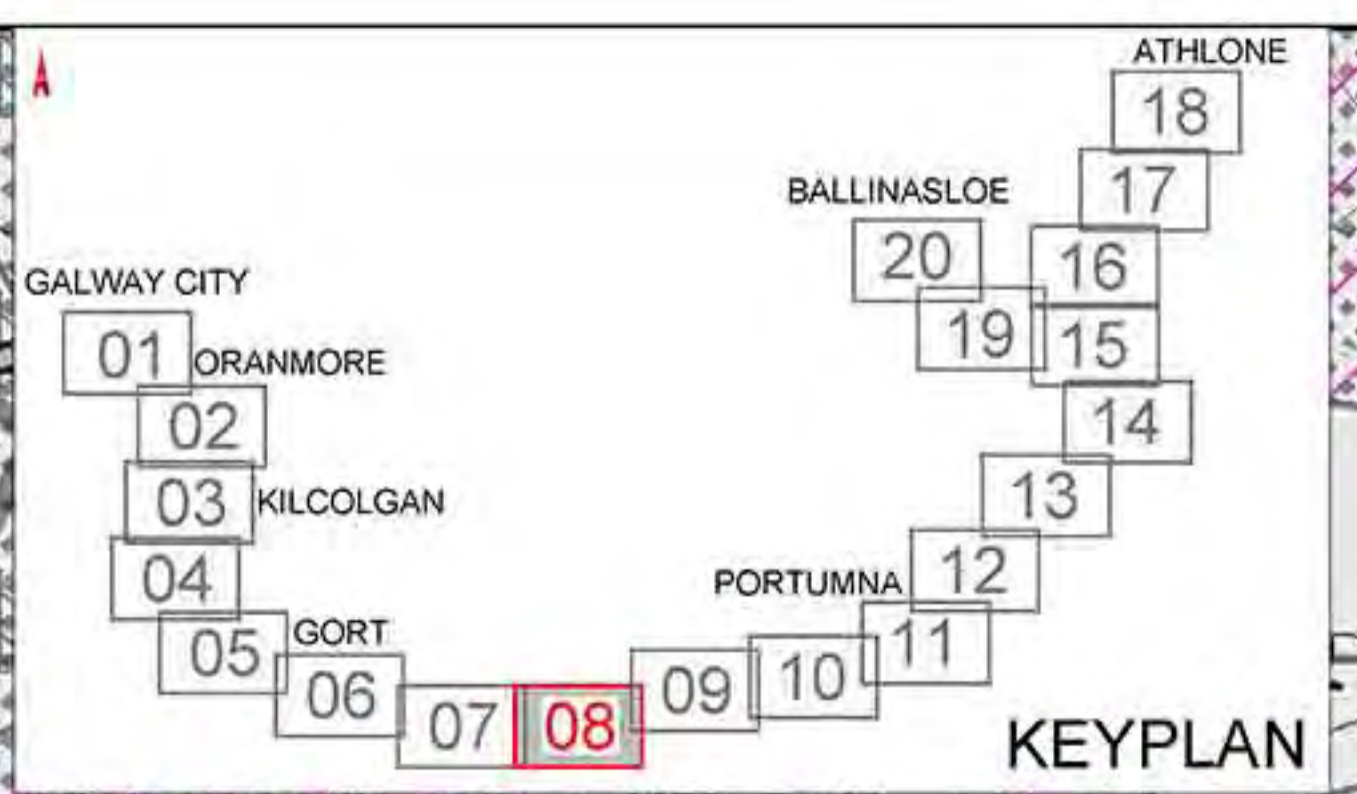 ATHLONE
18
17
BALLINASLOE
20
16
GALWAY CITY
01
ORANMORE
19
15
02
14
03
KILCOLGAN
13
04
PORTUMNA
12
05
GORT
11
06
09
10
07
08
KEYPLAN